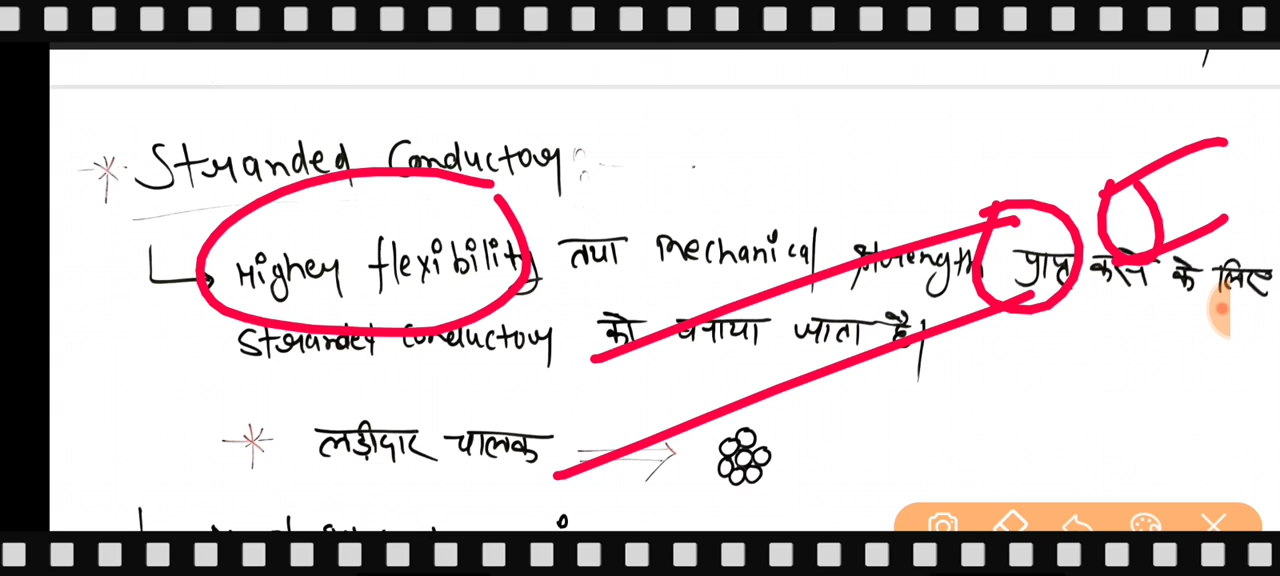 * Stranded Conductor:
↳ Higher flexibility तथा mechanical strength प्राप्त करने के लिए
stranded conductor को बनाया जाता है।
* लड़ीदार चालक ⇒